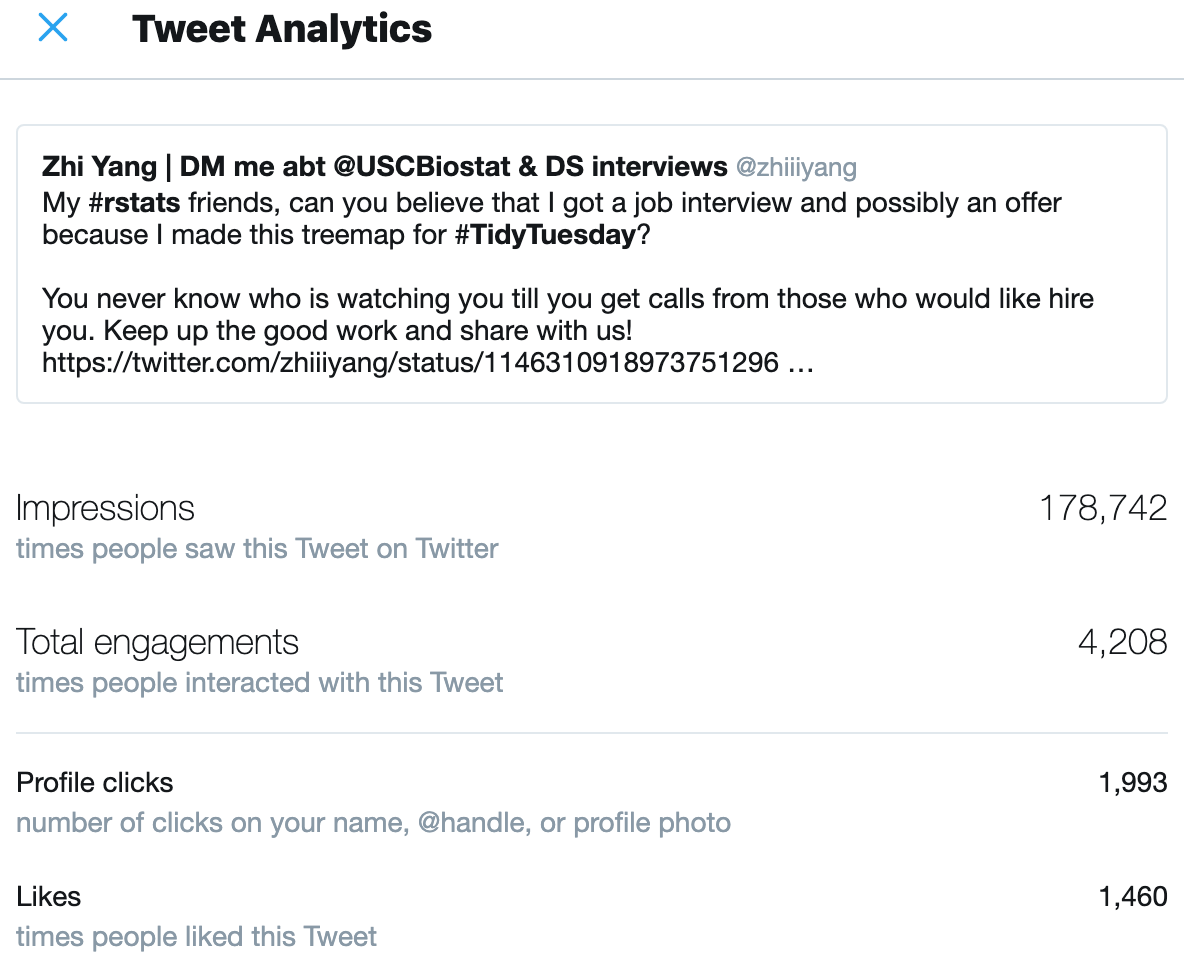 Tweet Analytics
Zhi Yang | DM me abt @USCBiostat & DS interviews @zhiiiyang
My #rstats friends, can you believe that I got a job interview and possibly an offer
because I made this treemap for #TidyTuesday?
You never know who is watching you till you get calls from those who would like hire
you. Keep up the good work and share with us!
https://twitter.com/zhiiiyang/status/1146310918973751296 …
Impressions 178,742
times people saw this Tweet on Twitter
Total engagements 4,208
times people interacted with this Tweet
Profile clicks 1,993
number of clicks on your name, @handle, or profile photo
Likes 1,460
times people liked this Tweet